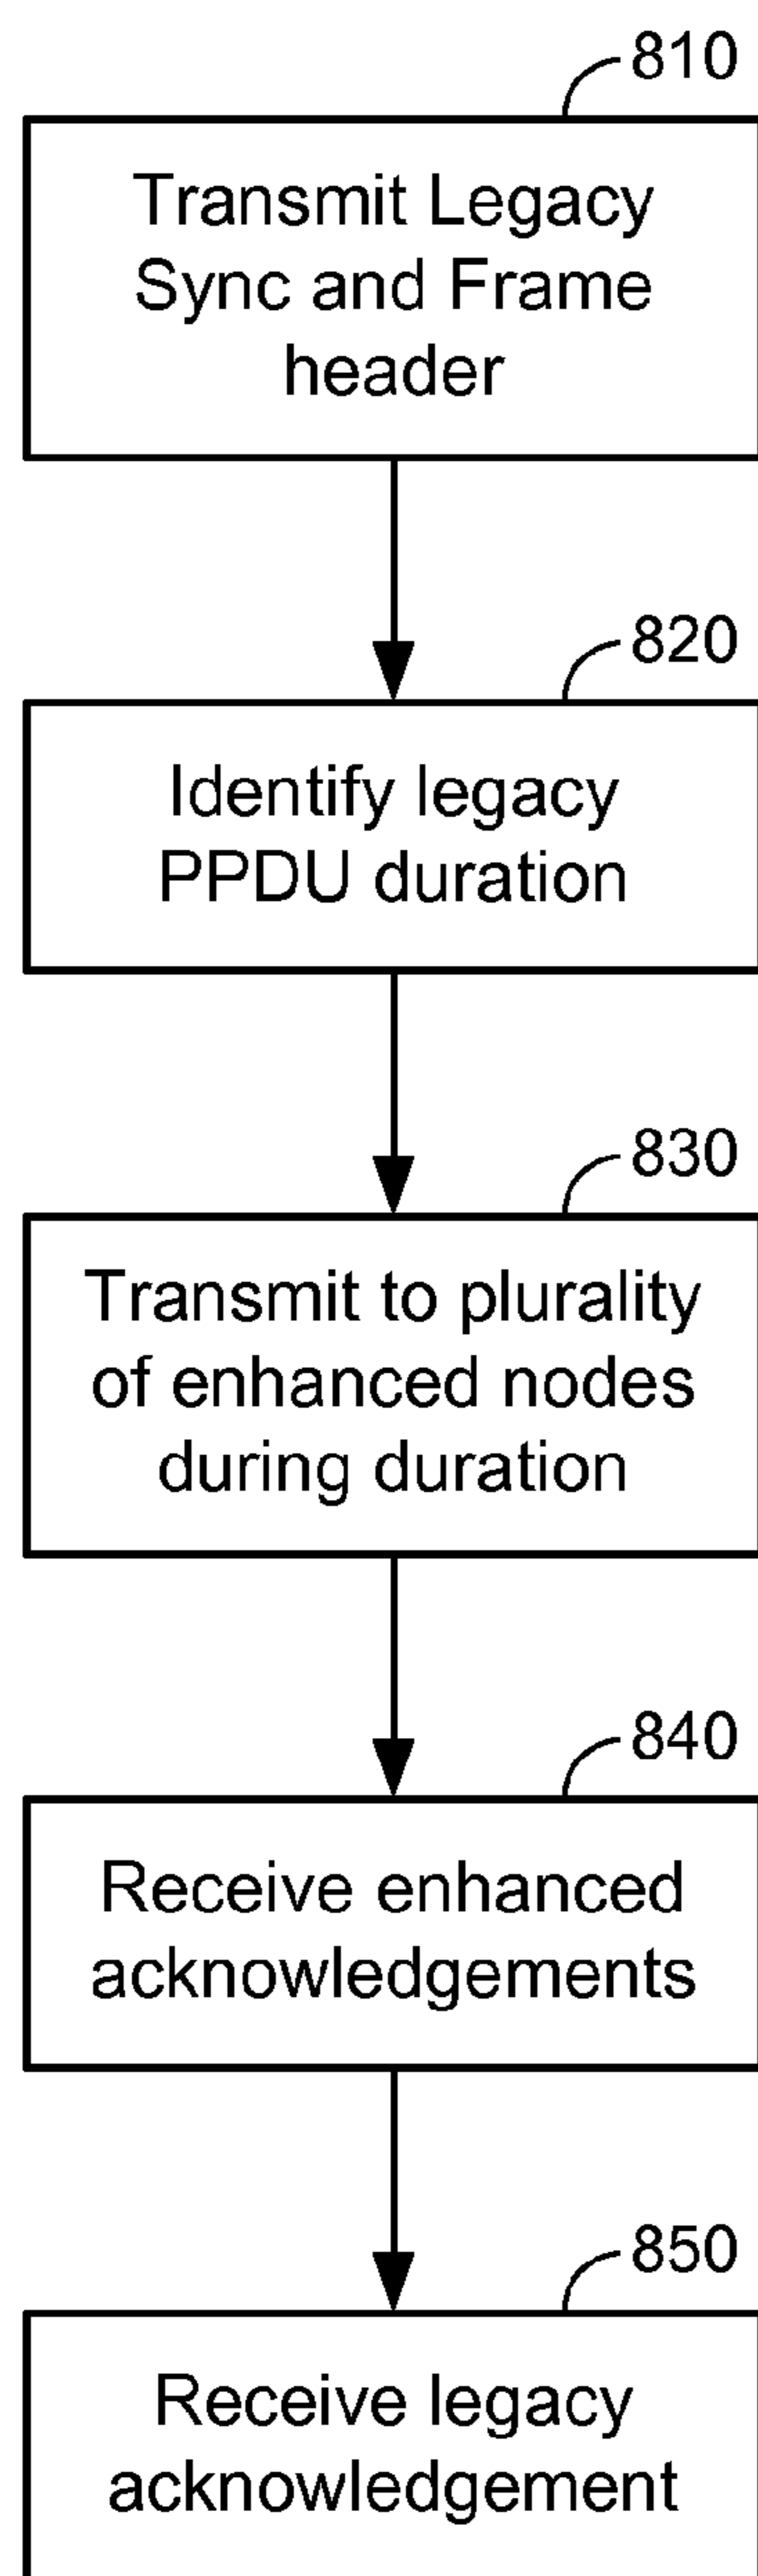 810
Transmit Legacy
Sync and Frame
header
820
Identify legacy
PPDU duration
830
Transmit to plurality
of enhanced nodes
during duration
840
Receive enhanced
acknowledgements
850
Receive legacy
acknowledgement